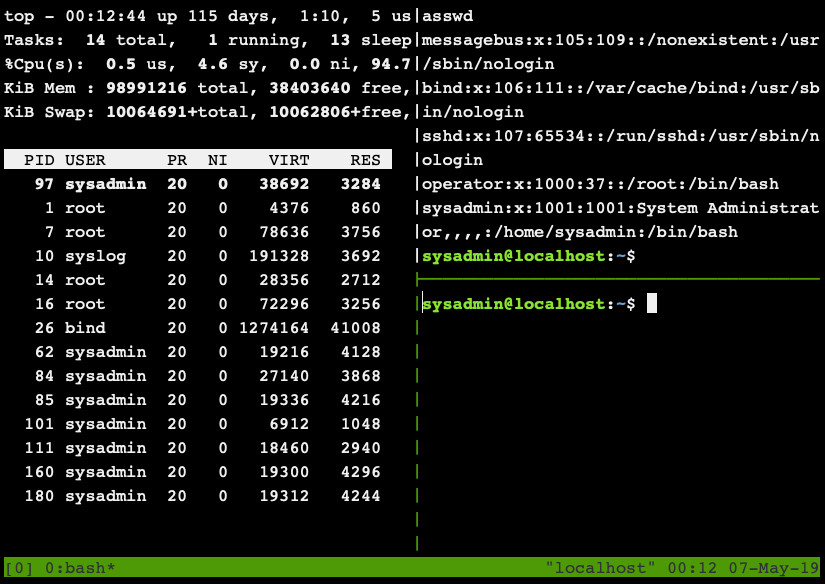 top - 00:12:44 up 115 days,  1:10,  5 us
Tasks:  14 total,   1 running,  13 sleep
%Cpu(s):  0.5 us,  4.6 sy,  0.0 ni, 94.7
KiB Mem : 98991216 total, 38403640 free,
KiB Swap: 10064691+total, 10062806+free,
PID USER      PR  NI    VIRT    RES
97 sysadmin  20   0   38692   3284
1 root      20   0    4376    860
7 root      20   0   78636   3756
10 syslog    20   0  191328   3692
14 root      20   0   28356   2712
16 root      20   0   72296   3256
26 bind      20   0 1274164  41008
62 sysadmin  20   0   19216   4128
84 sysadmin  20   0   27140   3868
85 sysadmin  20   0   19336   4216
101 sysadmin  20   0    6912   1048
111 sysadmin  20   0   18460   2940
160 sysadmin  20   0   19300   4296
180 sysadmin  20   0   19312   4244
asswd
messagebus:x:105:109::/nonexistent:/usr
/sbin/nologin
bind:x:106:111::/var/cache/bind:/usr/sb
in/nologin
sshd:x:107:65534::/run/sshd:/usr/sbin/n
ologin
operator:x:1000:37::/root:/bin/bash
sysadmin:x:1001:1001:System Administrat
or,,,,:/home/sysadmin:/bin/bash
sysadmin@localhost:~$
sysadmin@localhost:~$
[0] 0:bash* "localhost" 00:12 07-May-19